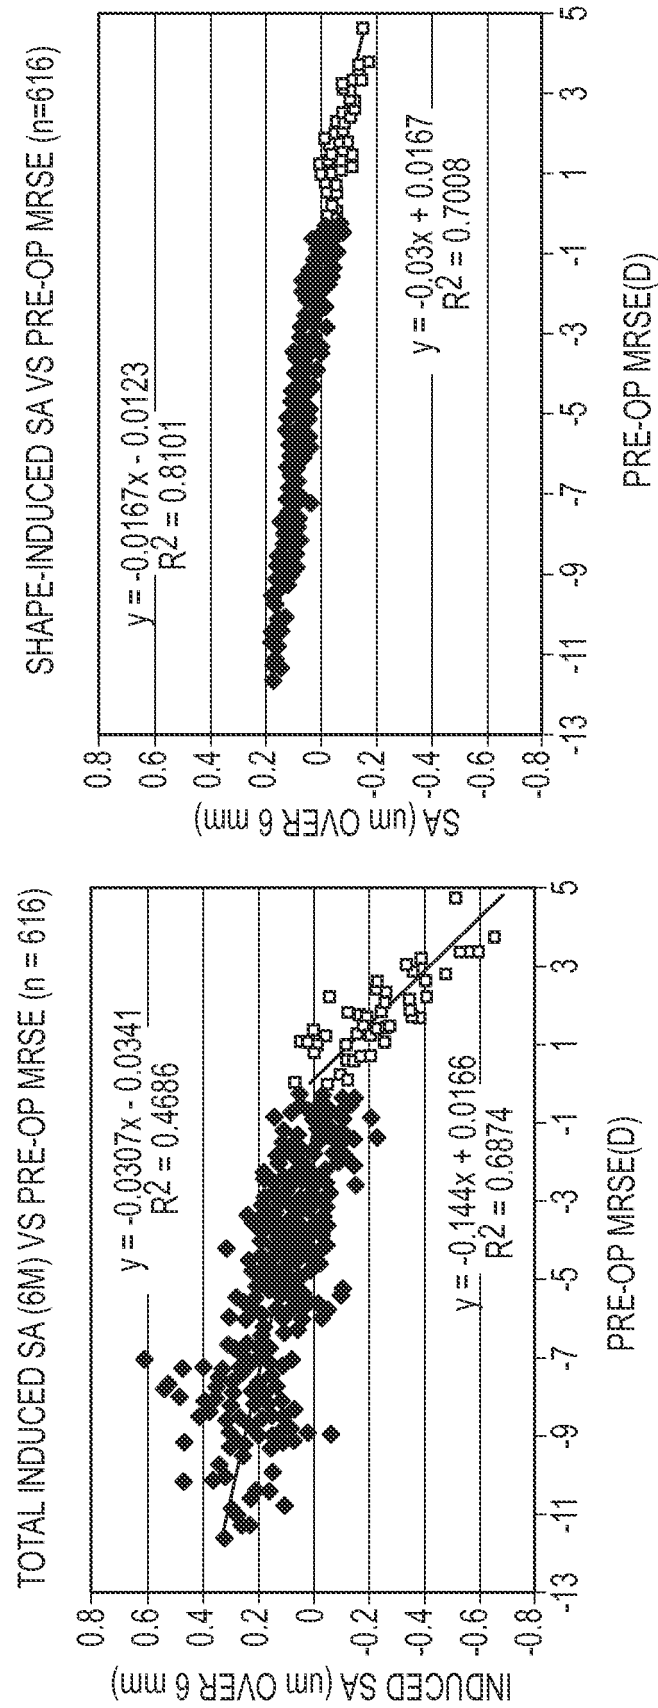 TOTAL INDUCED SA (6M) VS PRE-OP MRSE (n = 616)
0.8
0.6
0.4
0.2
0
-0.2
-0.4
-0.6
-0.8
INDUCED SA (um OVER 6 mm)
y = -0.0307x - 0.0341
R2 = 0.4686
y = -0.144x + 0.0166
R2 = 0.6874
-13 -11 -9 -7 -5 -3 -1 1 3 5
PRE-OP MRSE(D)
SHAPE-INDUCED SA VS PRE-OP MRSE (n=616)
0.8
0.6
0.4
0.2
0
-0.2
-0.4
-0.6
-0.8
SA (um OVER 6 mm)
y = -0.0167x - 0.0123
R2 = 0.8101
y = -0.03x + 0.0167
R2 = 0.7008
-13 -11 -9 -7 -5 -3 -1 1 3 5
PRE-OP MRSE(D)